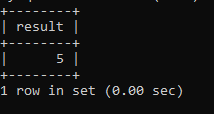 +--------+
| result |
+--------+
|      5 |
+--------+
1 row in set (0.00 sec)